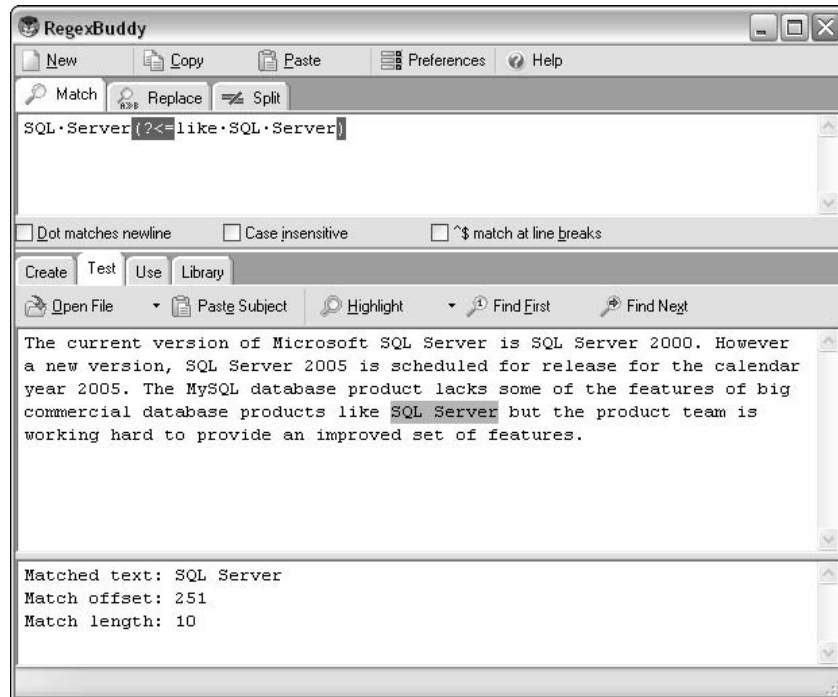 RegexBuddy
New Copy Paste Preferences Help
Match Replace Split
SQL·Server(?<=like·SQL·Server)
Dot matches newline Case insensitive ^$ match at line breaks
Create Test Use Library
Open File Paste Subject Highlight Find First Find Next
The current version of Microsoft SQL Server is SQL Server 2000. However
a new version, SQL Server 2005 is scheduled for release for the calendar
year 2005. The MySQL database product lacks some of the features of big
commercial database products like SQL Server but the product team is
working hard to provide an improved set of features.
Matched text: SQL Server
Match offset: 251
Match length: 10